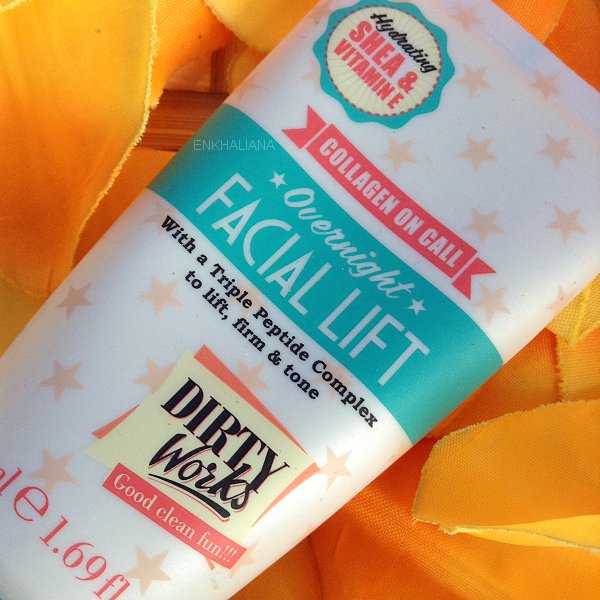 Hydrating
SHEA &
VITAMIN E
ENKHALIANA
COLLAGEN ON CALL
Overnight
FACIAL LIFT
With a Triple Peptide Complex
to lift, firm & tone
DIRTY
Works
Good clean fun!!!
℮ 1.69fl